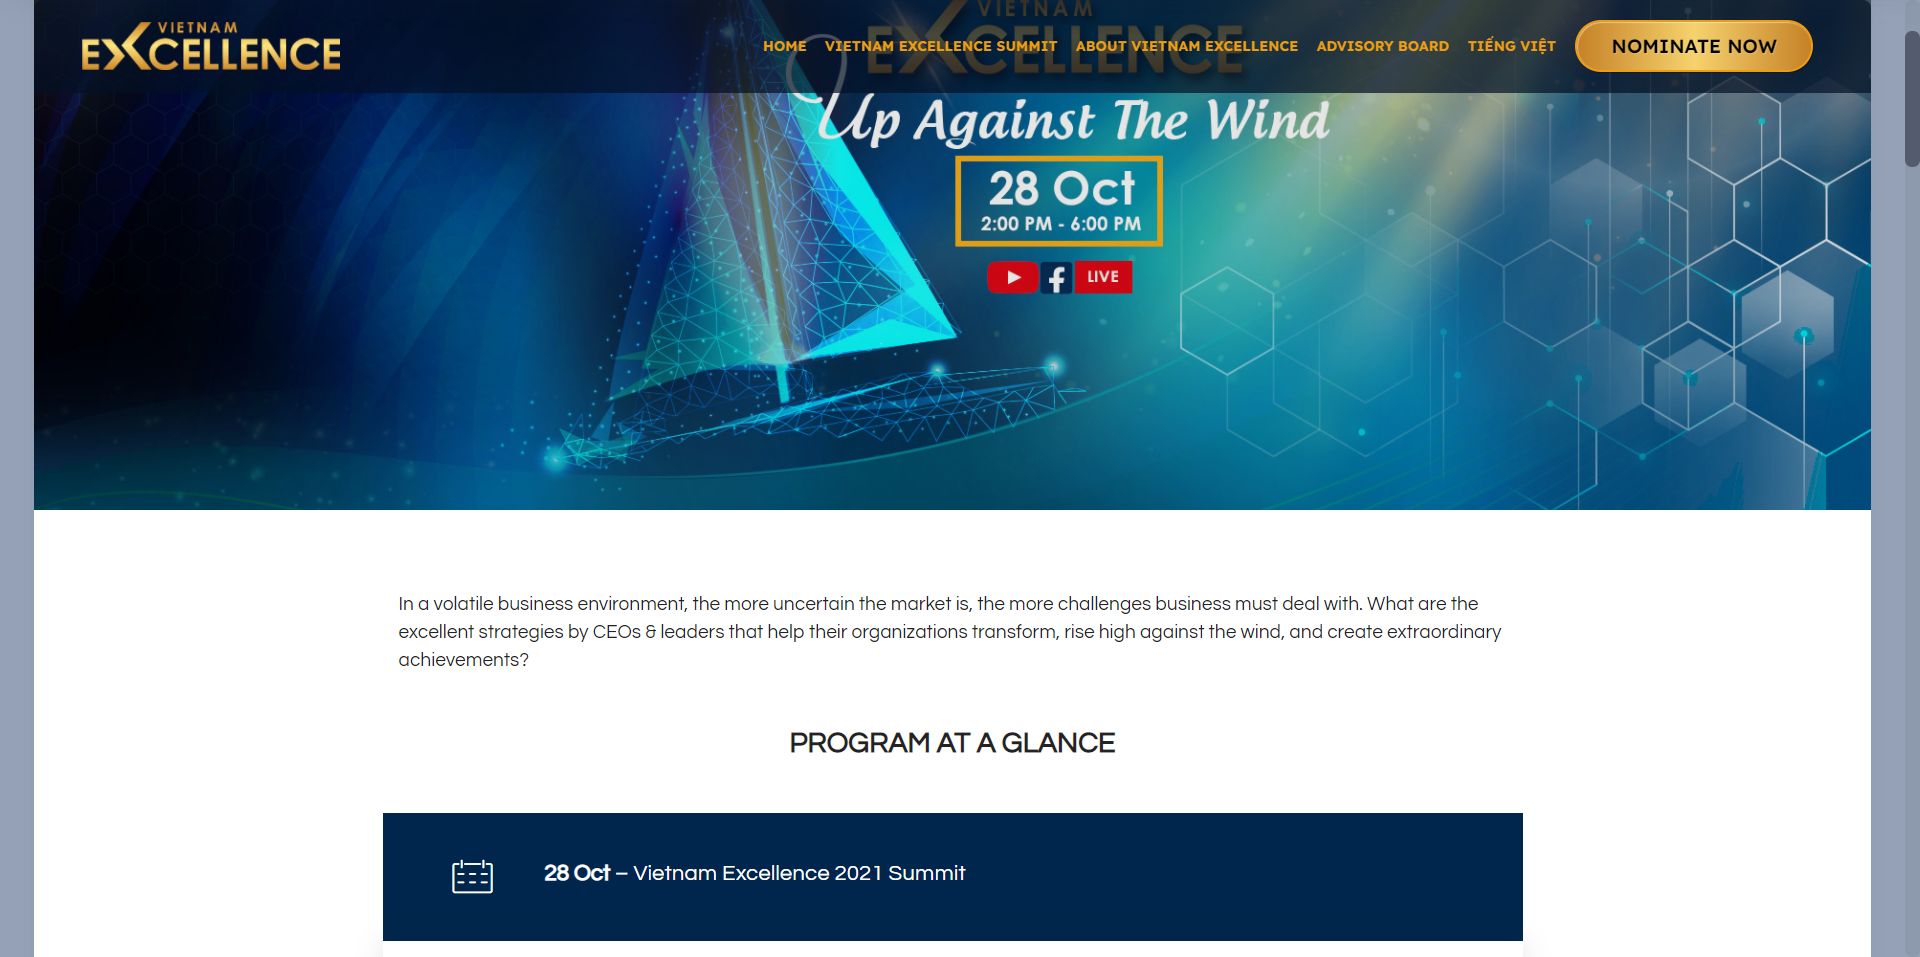 VIETNAM
EXCELLENCE
HOME VIETNAM EXCELLENCE SUMMIT ABOUT VIETNAM EXCELLENCE ADVISORY BOARD TIẾNG VIỆT NOMINATE NOW
VIETNAM
EXCELLENCE
Up Against The Wind
28 Oct
2:00 PM - 6:00 PM
f LIVE
In a volatile business environment, the more uncertain the market is, the more challenges business must deal with. What are the
excellent strategies by CEOs & leaders that help their organizations transform, rise high against the wind, and create extraordinary
achievements?
PROGRAM AT A GLANCE
28 Oct – Vietnam Excellence 2021 Summit